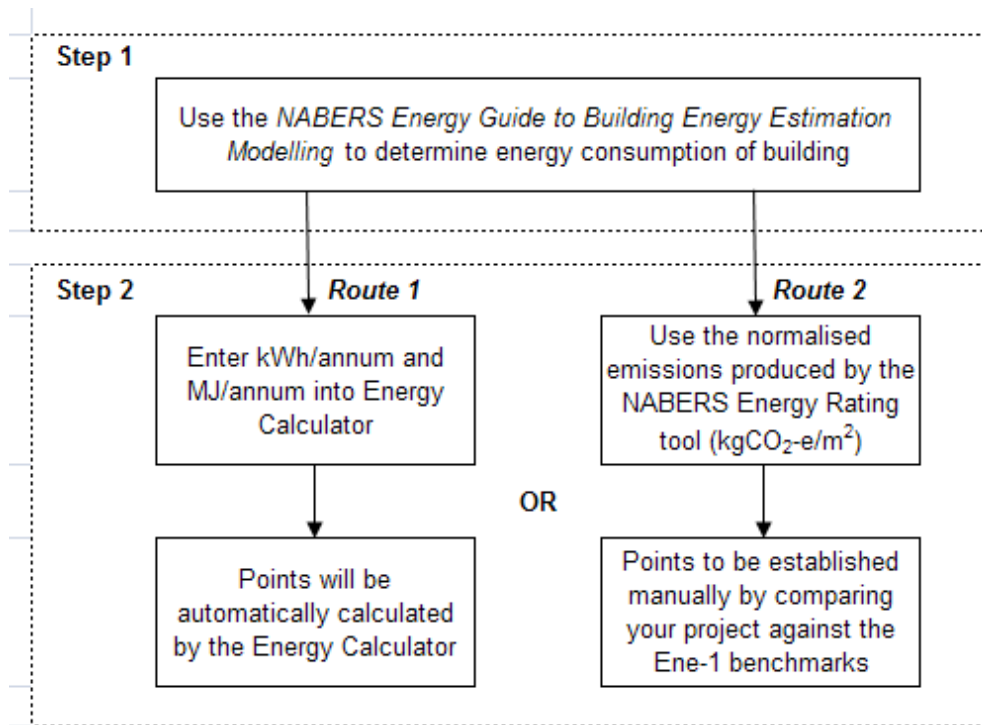 Step 1
Use the NABERS Energy Guide to Building Energy Estimation
Modelling to determine energy consumption of building
Step 2
Route 1
Enter kWh/annum and
MJ/annum into Energy
Calculator
Points will be
automatically calculated
by the Energy Calculator
OR
Route 2
Use the normalised
emissions produced by the
NABERS Energy Rating
tool (kgCO₂-e/m²)
Points to be established
manually by comparing
your project against the
Ene-1 benchmarks